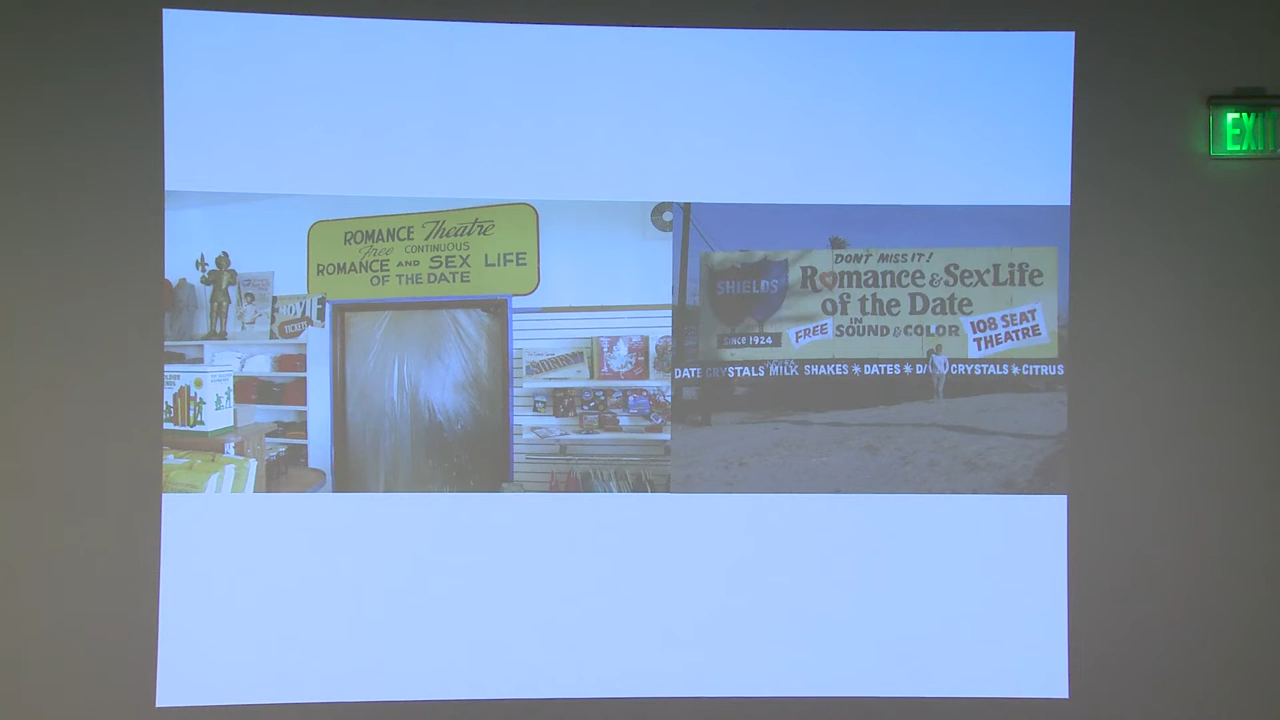 ROMANCE Theatre
Free CONTINUOUS
ROMANCE AND SEX LIFE
OF THE DATE
MOVIE
TICKETS
DON'T MISS IT!
Romance & Sex Life
of the Date
SHIELDS
SINCE 1924
FREE
IN
SOUND & COLOR
108 SEAT
THEATRE
DATE CRYSTALS MILK SHAKES * DATES * DA CRYSTALS * CITRUS
EXIT